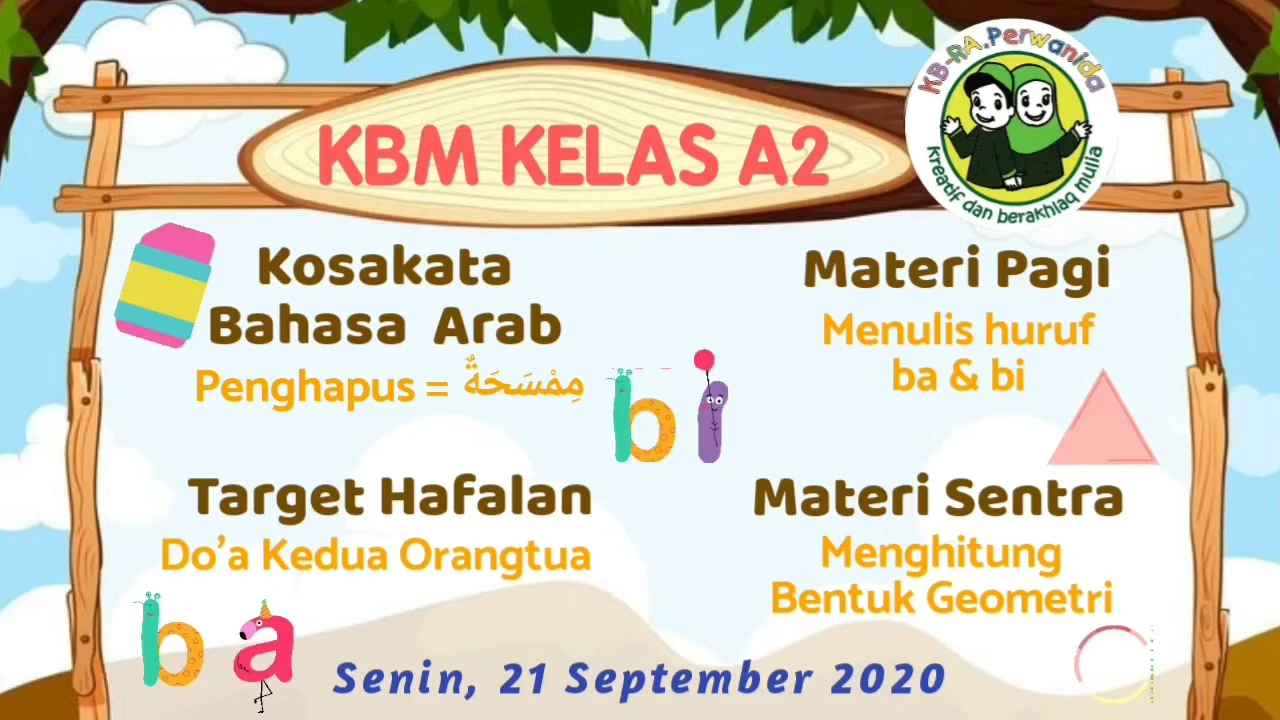 KBM KELAS A2
KB-RA.Perwanida
Kreatif dan berakhlaq mulia
Kosakata
Bahasa Arab
Penghapus = مِمْسَحَةٌ
Materi Pagi
Menulis huruf
ba & bi
bi
Target Hafalan
Do'a Kedua Orangtua
Materi Sentra
Menghitung
Bentuk Geometri
ba
Senin, 21 September 2020